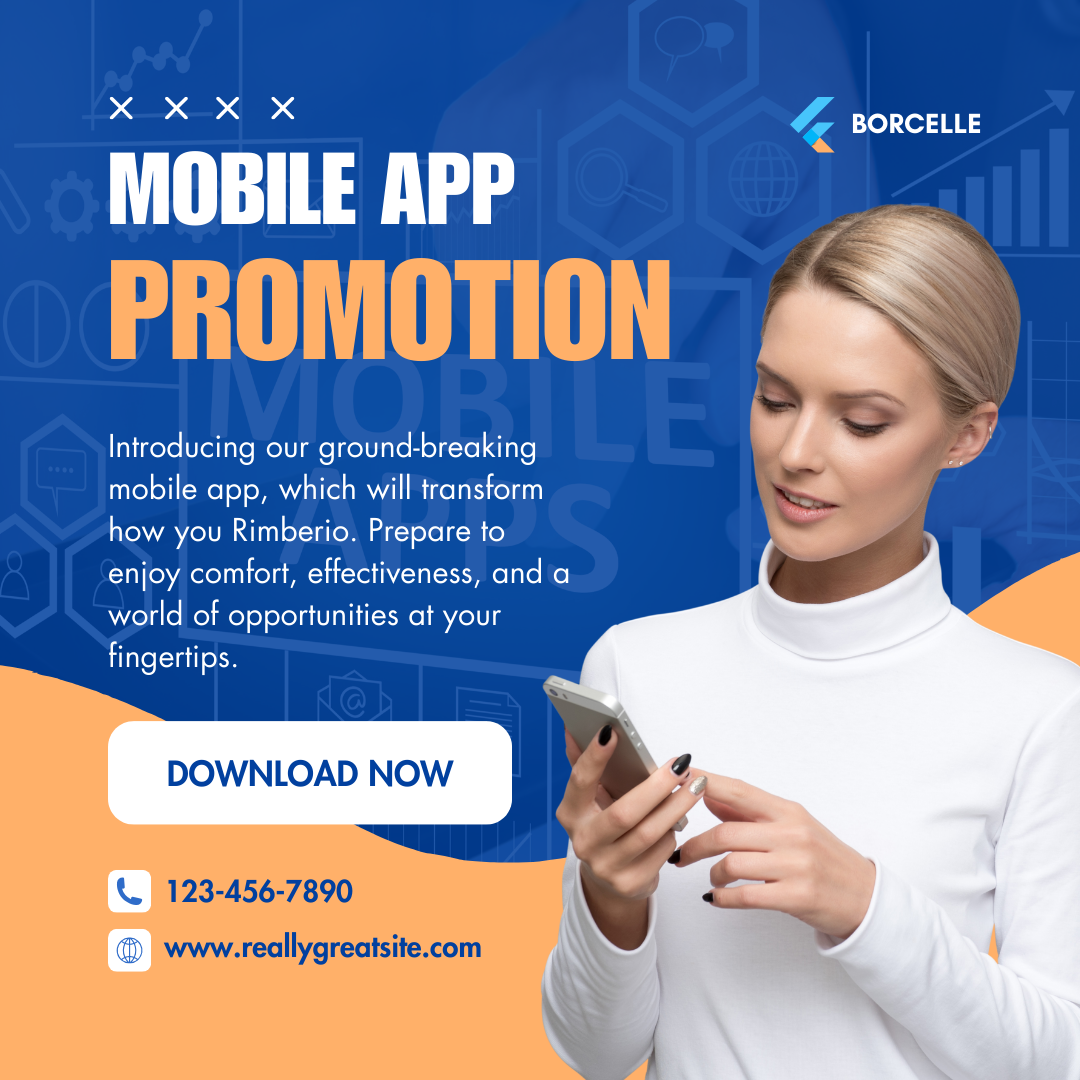 BORCELLE
MOBILE APP
PROMOTION
MOBILE
APPS
Introducing our ground-breaking
mobile app, which will transform
how you Rimberio. Prepare to
enjoy comfort, effectiveness, and a
world of opportunities at your
fingertips.
DOWNLOAD NOW
123-456-7890
www.reallygreatsite.com